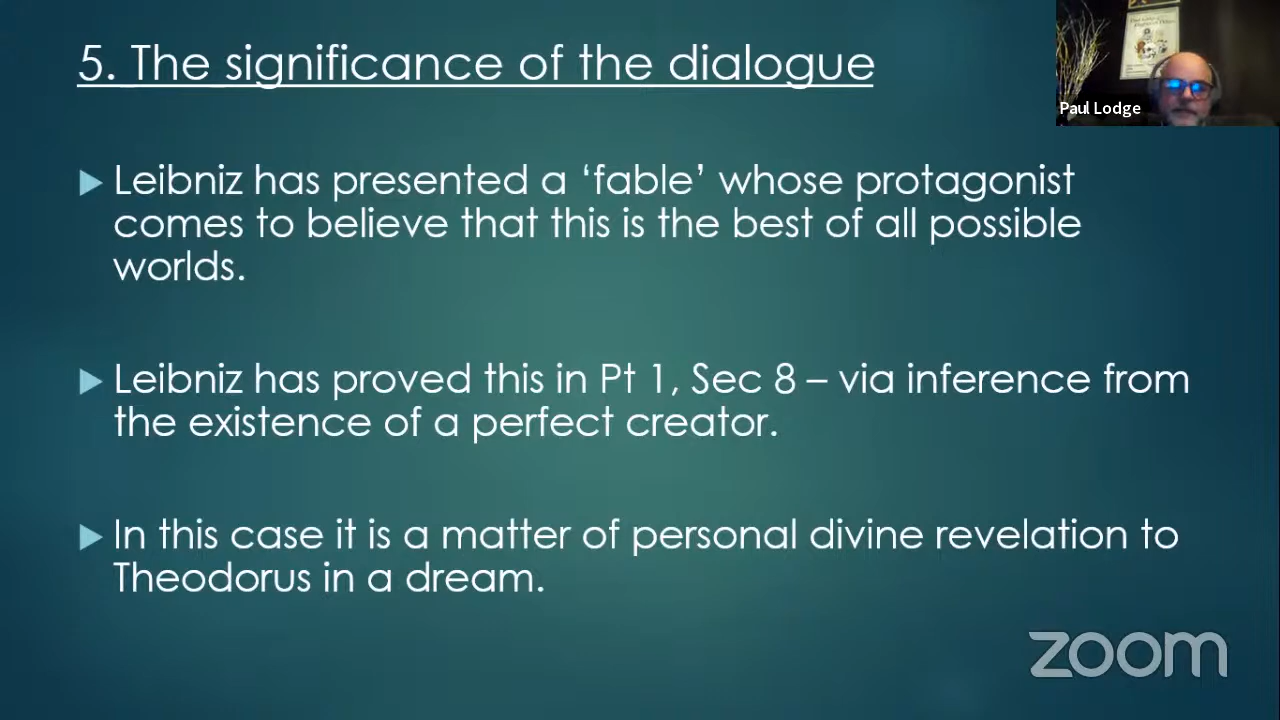 5. The significance of the dialogue
Paul Lodge
Leibniz has presented a ‘fable’ whose protagonist
comes to believe that this is the best of all possible
worlds.
Leibniz has proved this in Pt 1, Sec 8 – via inference from
the existence of a perfect creator.
In this case it is a matter of personal divine revelation to
Theodorus in a dream.
zoom